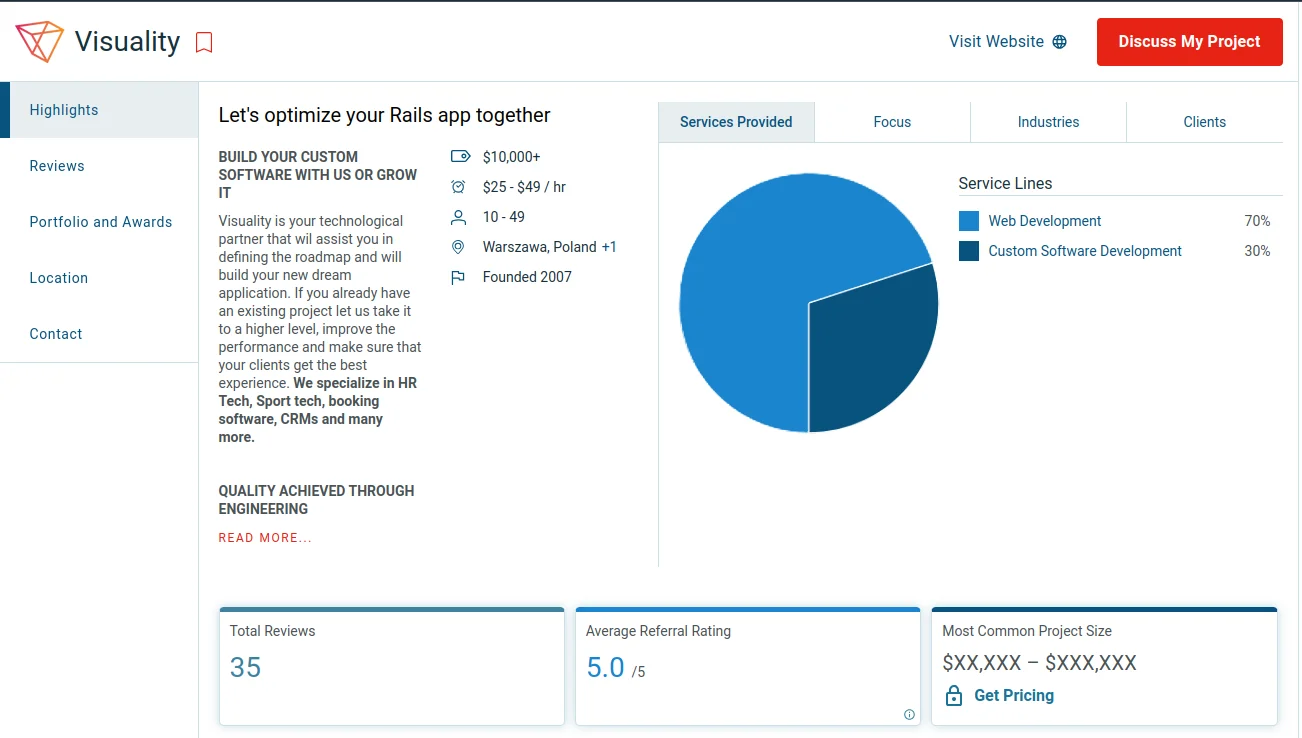 Visuality
Visit Website
Discuss My Project
Highlights
Reviews
Portfolio and Awards
Location
Contact
Let's optimize your Rails app together
BUILD YOUR CUSTOM
SOFTWARE WITH US OR GROW
IT
Visuality is your technological
partner that wil assist you in
defining the roadmap and will
build your new dream
application. If you already have
an existing project let us take it
to a higher level, improve the
performance and make sure that
your clients get the best
experience. We specialize in HR
Tech, Sport tech, booking
software, CRMs and many
more.
QUALITY ACHIEVED THROUGH
ENGINEERING
READ MORE...
$10,000+
$25 - $49 / hr
10 - 49
Warszawa, Poland +1
Founded 2007
Services Provided
Focus
Industries
Clients
Service Lines
Web Development 70%
Custom Software Development 30%
Total Reviews
35
Average Referral Rating
5.0 /5
Most Common Project Size
$XX,XXX – $XXX,XXX
Get Pricing